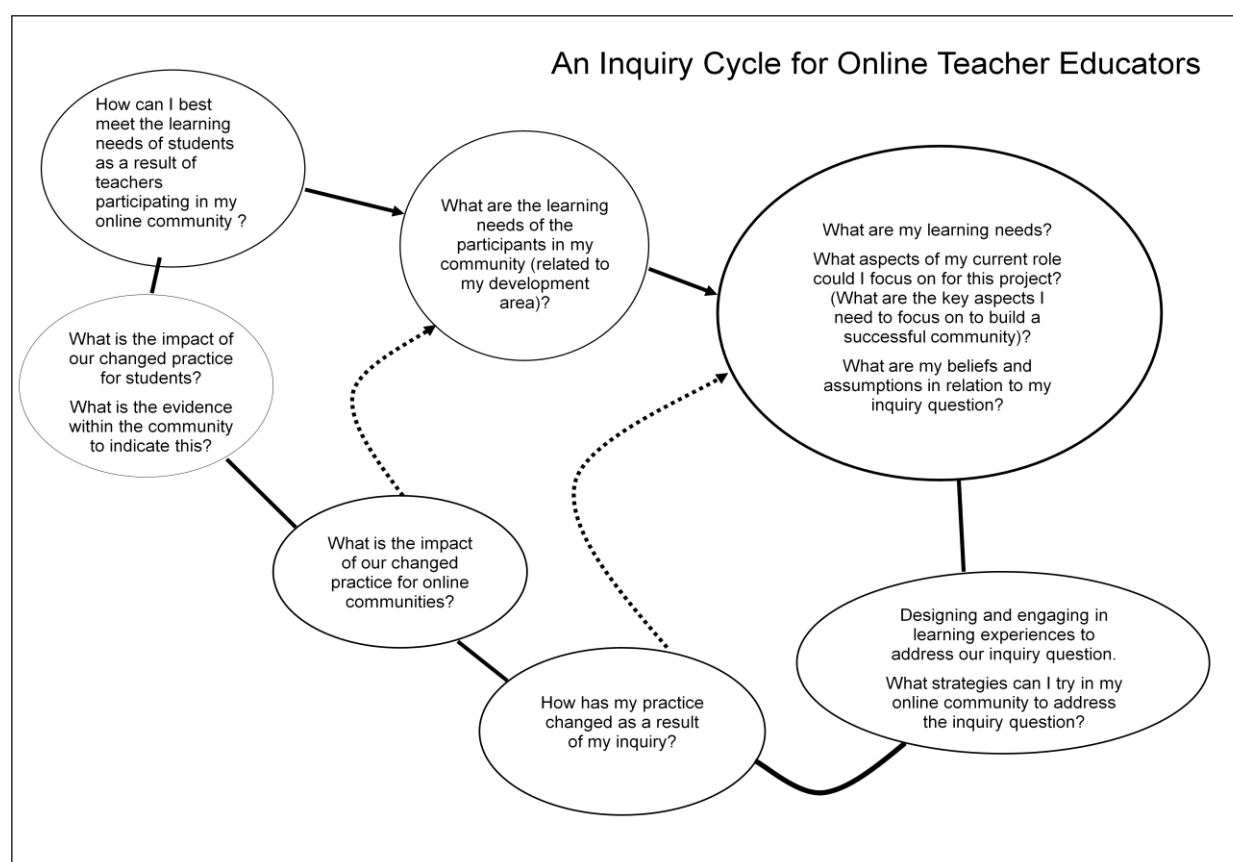 An Inquiry Cycle for Online Teacher Educators
How can I best
meet the learning
needs of students
as a result of
teachers
participating in my
online community ?
What are the learning
needs of the
participants in my
community (related to
my development
area)?
What are my learning needs?
What aspects of my current role
could I focus on for this project?
(What are the key aspects I
need to focus on to build a
successful community)?
What are my beliefs and
assumptions in relation to my
inquiry question?
Designing and engaging in
learning experiences to
address our inquiry question.
What strategies can I try in my
online community to address
the inquiry question?
How has my practice
changed as a result
of my inquiry?
What is the impact
of our changed
practice for online
communities?
What is the impact of
our changed practice
for students?
What is the evidence
within the community
to indicate this?